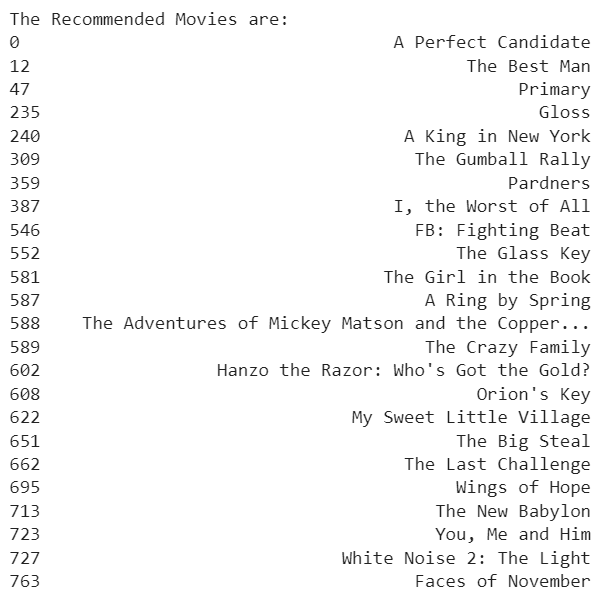 The Recommended Movies are:
0 A Perfect Candidate
12 The Best Man
47 Primary
235 Gloss
240 A King in New York
309 The Gumball Rally
359 Pardners
387 I, the Worst of All
546 FB: Fighting Beat
552 The Glass Key
581 The Girl in the Book
587 A Ring by Spring
588 The Adventures of Mickey Matson and the Copper...
589 The Crazy Family
602 Hanzo the Razor: Who's Got the Gold?
608 Orion's Key
622 My Sweet Little Village
651 The Big Steal
662 The Last Challenge
695 Wings of Hope
713 The New Babylon
723 You, Me and Him
727 White Noise 2: The Light
763 Faces of November